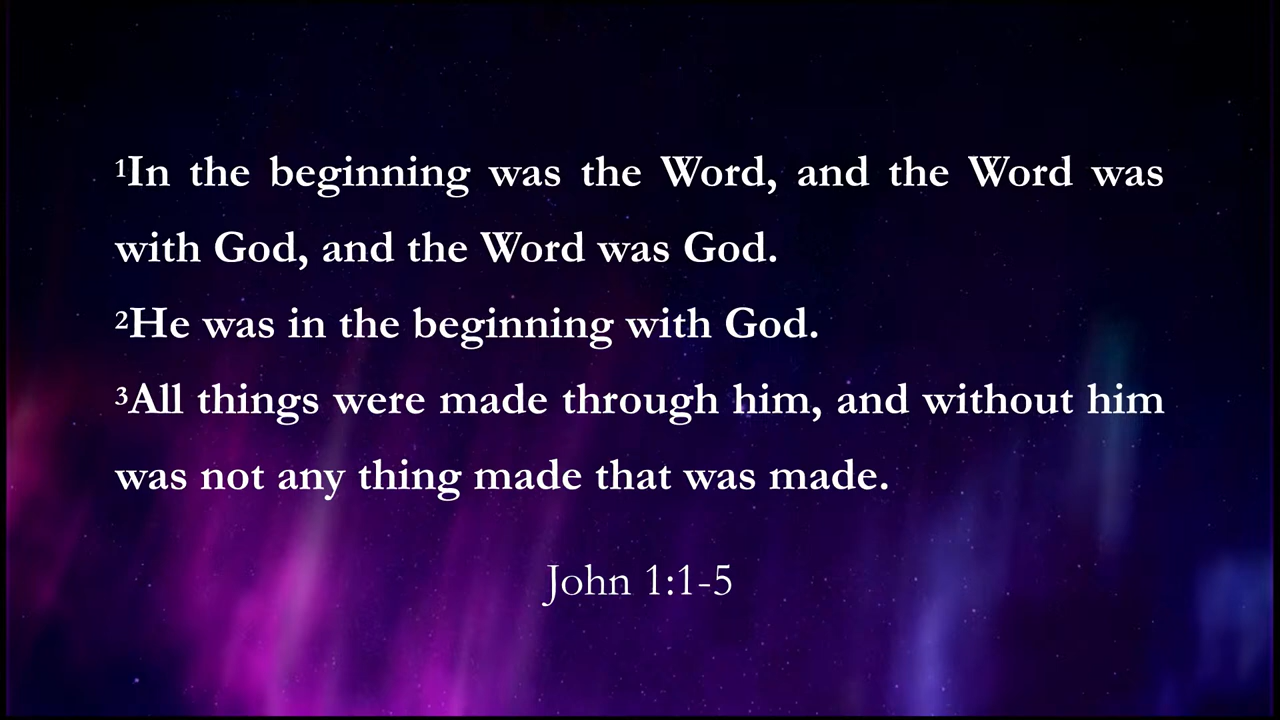 ¹In the beginning was the Word, and the Word was
with God, and the Word was God.
²He was in the beginning with God.
³All things were made through him, and without him
was not any thing made that was made.
John 1:1-5